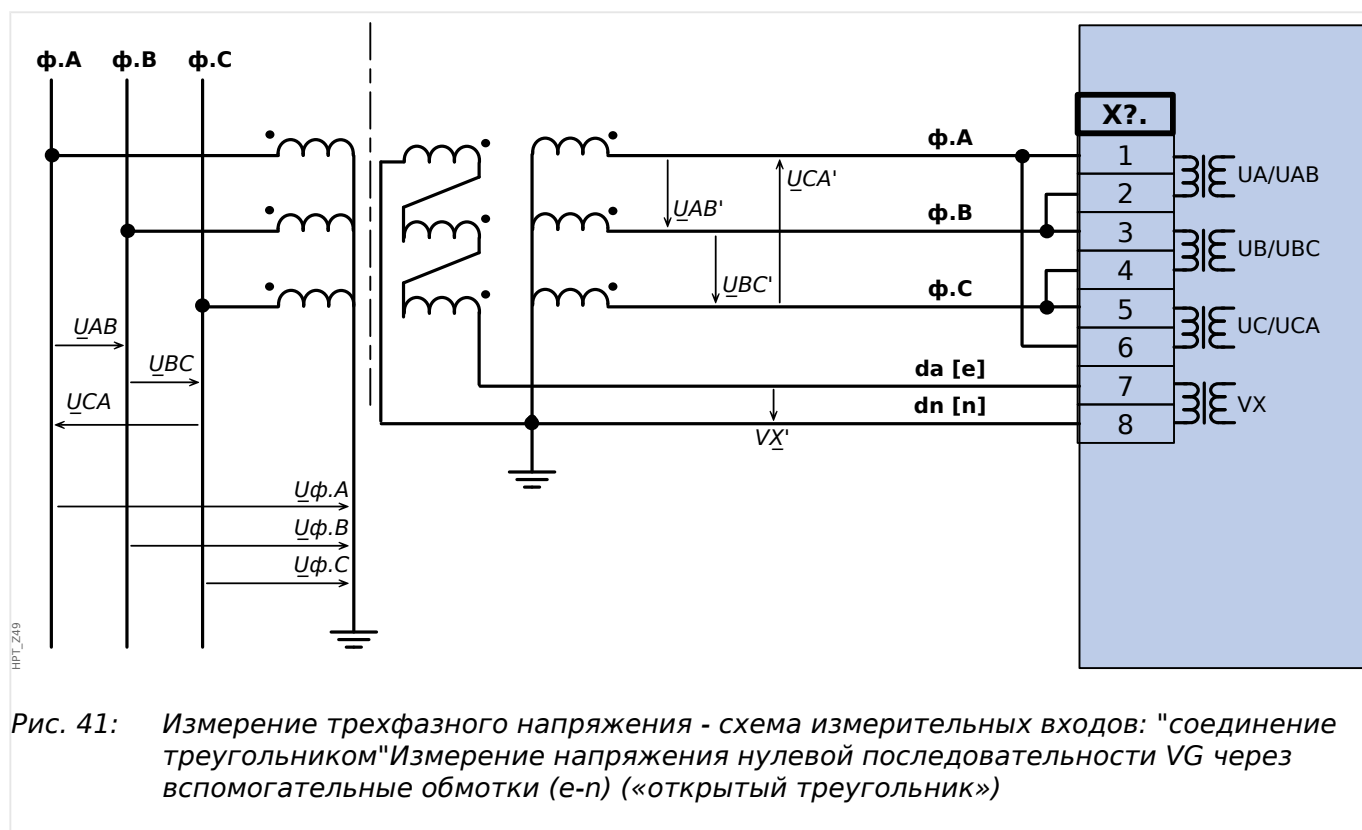 ф.A ф.B ф.C
X?.
ф.A
1
UCA'
UA/UAB
2
UAB'
ф.B
3
UB/UBC
4
UBC'
ф.C
5
UC/UCA
6
UAB
UBC
da [e]
7
UCA
dn [n]
VX
8
VX'
Uф.A
Uф.B
Uф.C
HPT_Z49
Рис. 41: Измерение трехфазного напряжения - схема измерительных входов: "соединение
треугольником"Измерение напряжения нулевой последовательности VG через
вспомогательные обмотки (e-n) («открытый треугольник»)